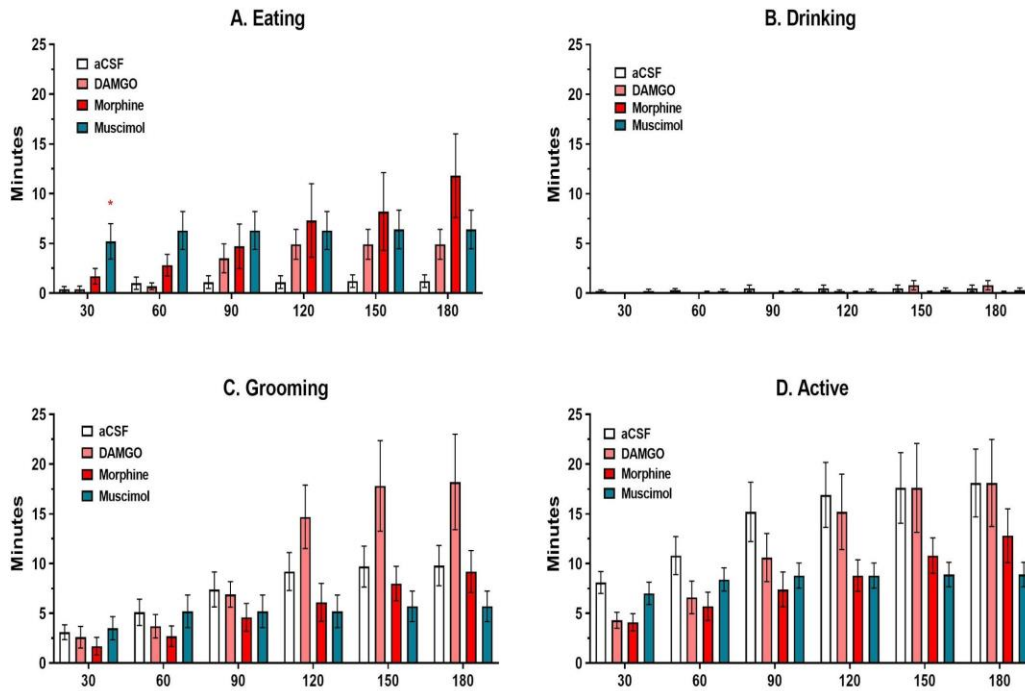 A. Eating
25
20
15
10
5
0
Minutes
aCSF
DAMGO
Morphine
Muscimol
*
30 60 90 120 150 180
B. Drinking
25
20
15
10
5
0
Minutes
aCSF
DAMGO
Morphine
Muscimol
30 60 90 120 150 180
C. Grooming
25
20
15
10
5
0
Minutes
aCSF
DAMGO
Morphine
Muscimol
30 60 90 120 150 180
D. Active
25
20
15
10
5
0
Minutes
aCSF
DAMGO
Morphine
Muscimol
30 60 90 120 150 180